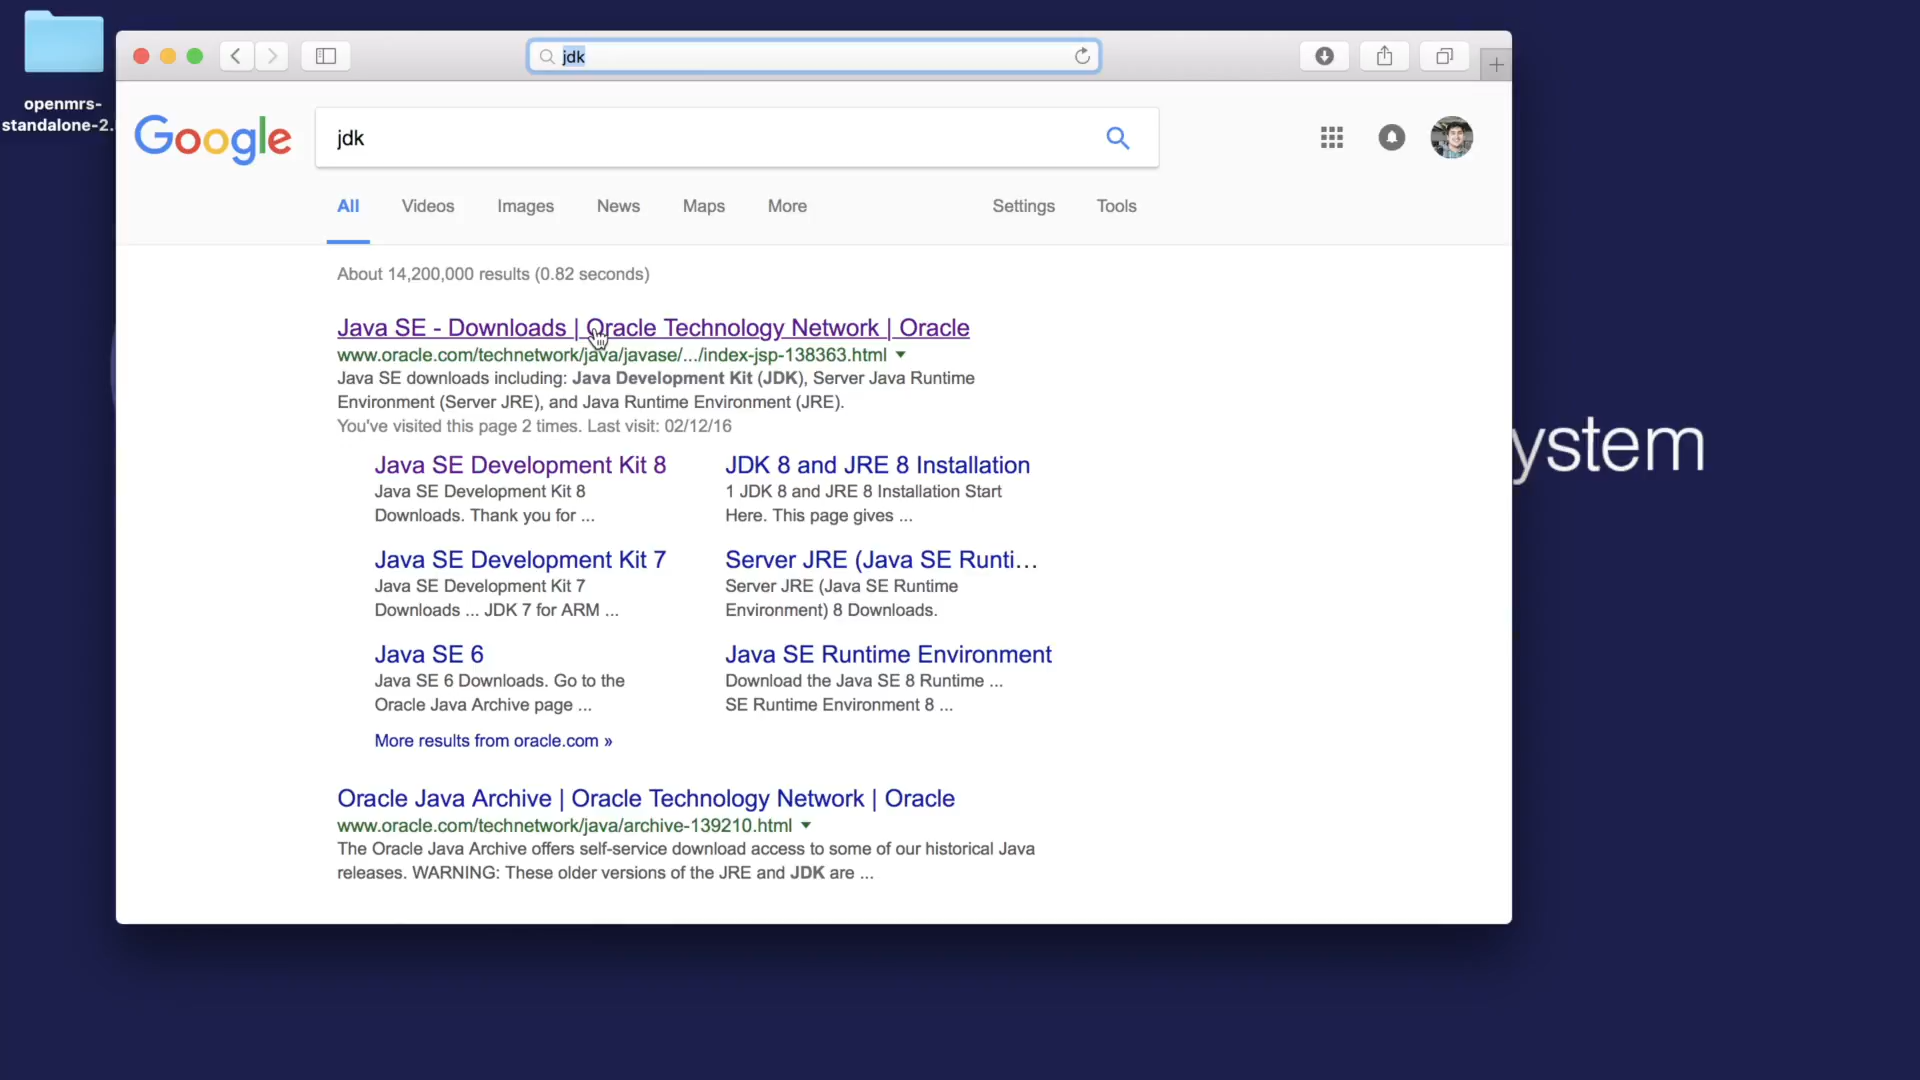 openmrs-
standalone-2.
jdk
Google
jdk
All Videos Images News Maps More Settings Tools
About 14,200,000 results (0.82 seconds)
Java SE - Downloads | Oracle Technology Network | Oracle
www.oracle.com/technetwork/java/javase/.../index-jsp-138363.html
Java SE downloads including: Java Development Kit (JDK), Server Java Runtime
Environment (Server JRE), and Java Runtime Environment (JRE).
You've visited this page 2 times. Last visit: 02/12/16
Java SE Development Kit 8
Java SE Development Kit 8
Downloads. Thank you for ...
JDK 8 and JRE 8 Installation
1 JDK 8 and JRE 8 Installation Start
Here. This page gives ...
Java SE Development Kit 7
Java SE Development Kit 7
Downloads ... JDK 7 for ARM ...
Server JRE (Java SE Runti...
Server JRE (Java SE Runtime
Environment) 8 Downloads.
Java SE 6
Java SE 6 Downloads. Go to the
Oracle Java Archive page ...
Java SE Runtime Environment
Download the Java SE 8 Runtime ...
SE Runtime Environment 8 ...
More results from oracle.com »
Oracle Java Archive | Oracle Technology Network | Oracle
www.oracle.com/technetwork/java/archive-139210.html
The Oracle Java Archive offers self-service download access to some of our historical Java
releases. WARNING: These older versions of the JRE and JDK are ...
ystem